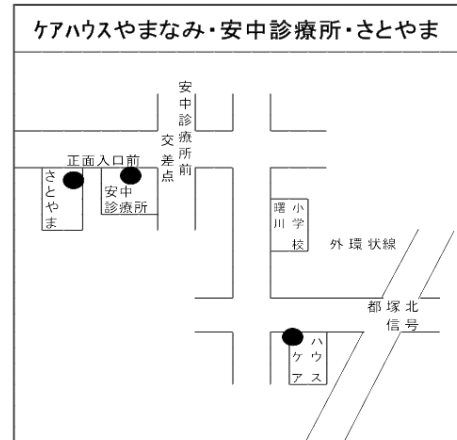 ケアハウスやまなみ・安中診療所・さとやま
安中診療所前
交差点
正面入口前
さとやま
安中
診療所
小学校
曙川
外環状線
都塚北
信号
ハウス
ケア